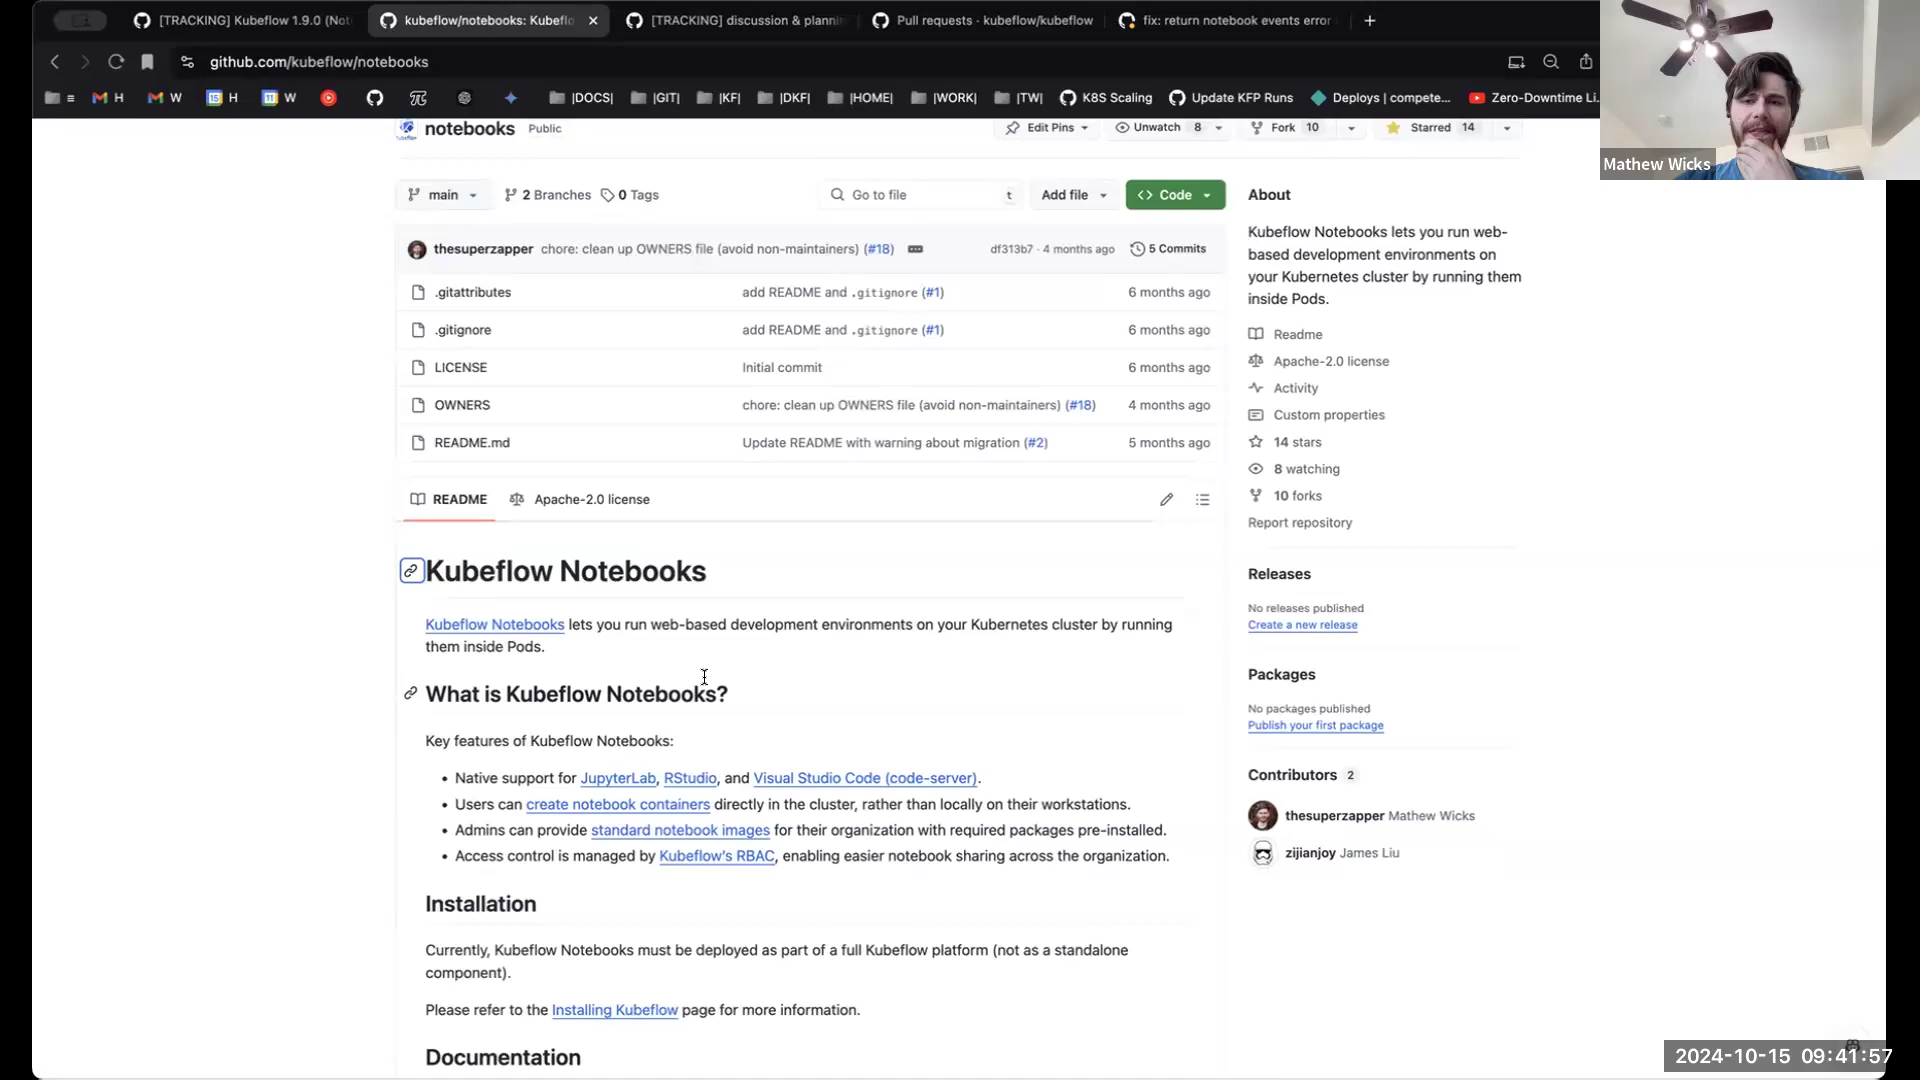 [TRACKING] Kubeflow 1.9.0 (Not
kubeflow/notebooks: Kubeflo
[TRACKING] discussion & plannin
Pull requests · kubeflow/kubeflow
fix: return notebook events error
github.com/kubeflow/notebooks
H
W
15 H
11 W
|DOCS|
|GIT|
|KF|
|DKF|
|HOME|
|WORK|
|TW|
K8S Scaling
Update KFP Runs
Deploys | compete...
Zero-Downtime Li...
Mathew Wicks
notebooks Public
Edit Pins
Unwatch 8
Fork 10
Starred 14
main
2 Branches
0 Tags
Go to file t
Add file
Code
thesuperzapper chore: clean up OWNERS file (avoid non-maintainers) (#18)
df313b7 · 4 months ago
5 Commits
.gitattributes add README and .gitignore (#1) 6 months ago
.gitignore add README and .gitignore (#1) 6 months ago
LICENSE Initial commit 6 months ago
OWNERS chore: clean up OWNERS file (avoid non-maintainers) (#18) 4 months ago
README.md Update README with warning about migration (#2) 5 months ago
README
Apache-2.0 license
Kubeflow Notebooks
Kubeflow Notebooks lets you run web-based development environments on your Kubernetes cluster by running
them inside Pods.
What is Kubeflow Notebooks?
Key features of Kubeflow Notebooks:
• Native support for JupyterLab, RStudio, and Visual Studio Code (code-server).
• Users can create notebook containers directly in the cluster, rather than locally on their workstations.
• Admins can provide standard notebook images for their organization with required packages pre-installed.
• Access control is managed by Kubeflow's RBAC, enabling easier notebook sharing across the organization.
Installation
Currently, Kubeflow Notebooks must be deployed as part of a full Kubeflow platform (not as a standalone
component).
Please refer to the Installing Kubeflow page for more information.
Documentation
About
Kubeflow Notebooks lets you run web-
based development environments on
your Kubernetes cluster by running them
inside Pods.
Readme
Apache-2.0 license
Activity
Custom properties
14 stars
8 watching
10 forks
Report repository
Releases
No releases published
Create a new release
Packages
No packages published
Publish your first package
Contributors 2
thesuperzapper Mathew Wicks
zijianjoy James Liu
2024-10-15 09:41:57